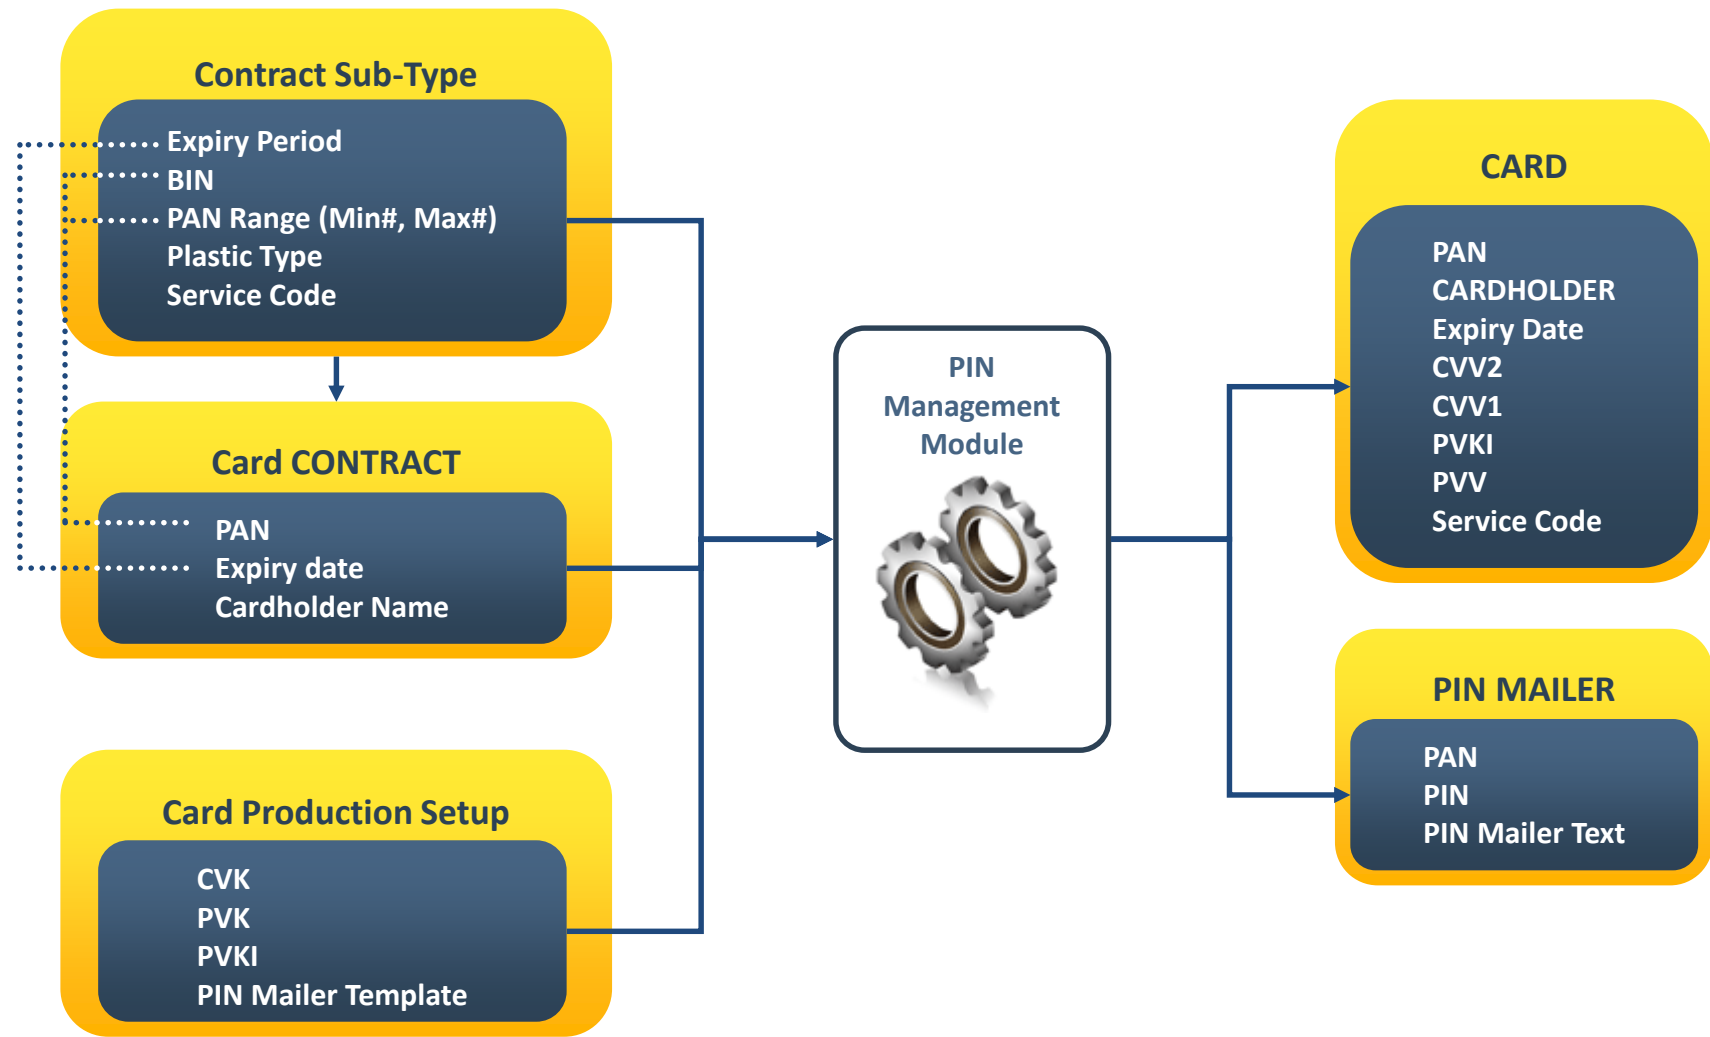 Contract Sub-Type
Expiry Period
BIN
PAN Range (Min#, Max#)
Plastic Type
Service Code
Card CONTRACT
PAN
Expiry date
Cardholder Name
Card Production Setup
CVK
PVK
PVKI
PIN Mailer Template
PIN
Management
Module
CARD
PAN
CARDHOLDER
Expiry Date
CVV2
CVV1
PVKI
PVV
Service Code
PIN MAILER
PAN
PIN
PIN Mailer Text